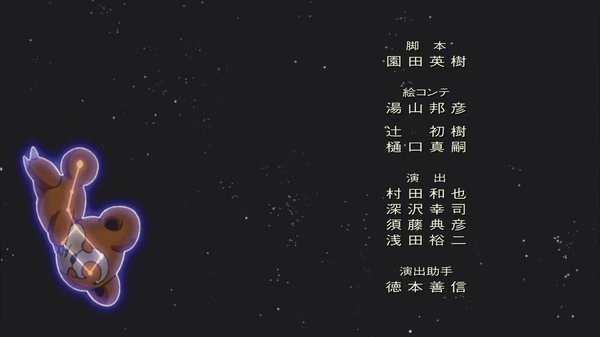 脚本
園田英樹
絵コンテ
湯山邦彦
辻初樹
樋口真嗣
演出
村田和也
深沢幸司
須藤典彦
浅田裕二
演出助手
徳本善信